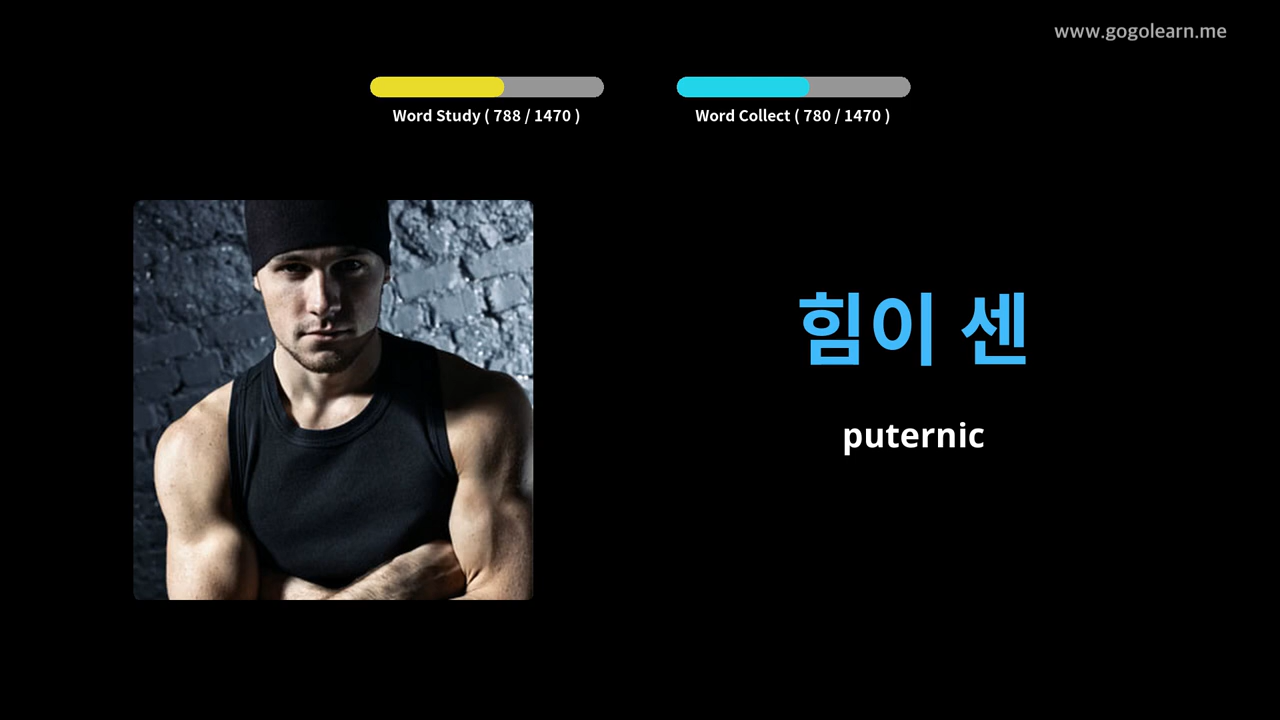 www.gogolearn.me
Word Study ( 788 / 1470 )
Word Collect ( 780 / 1470 )
힘이 센
puternic